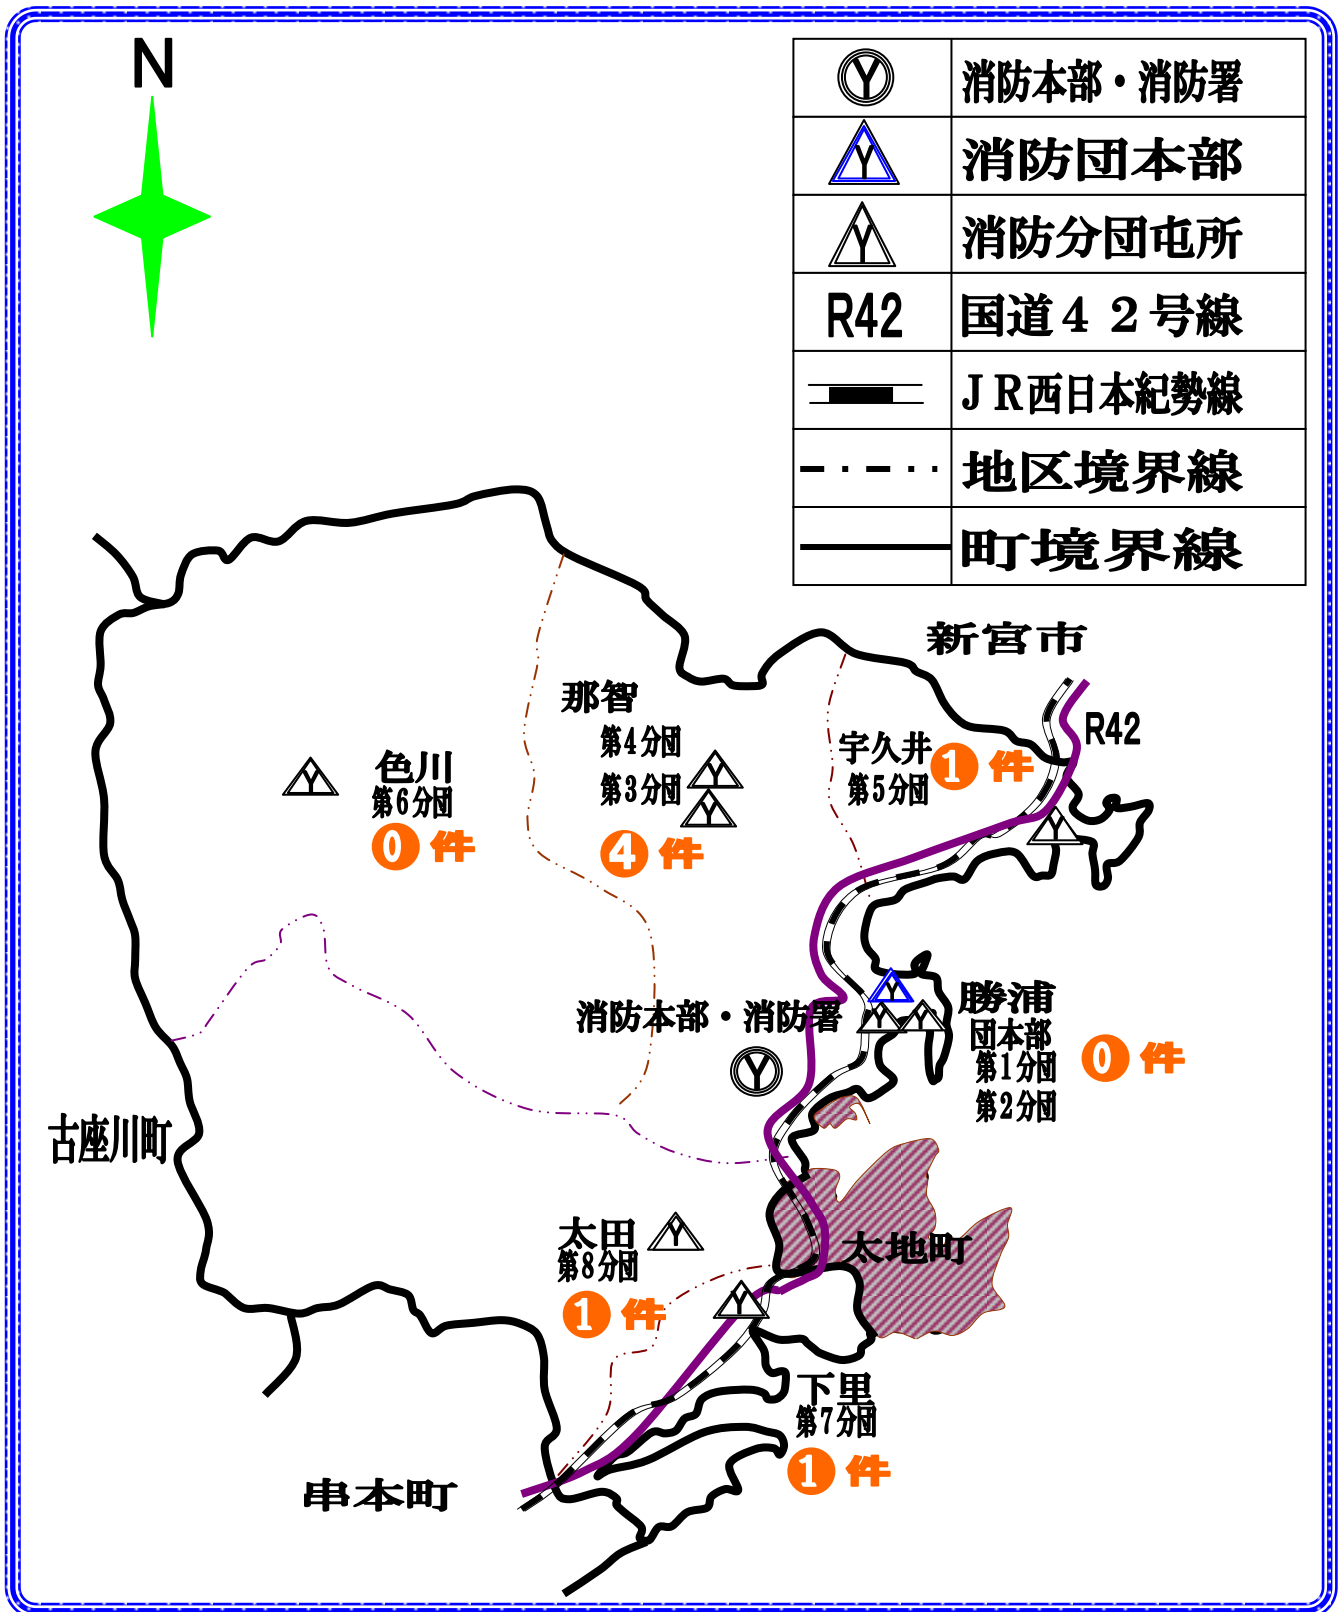 N
消防本部・消防署
消防団本部
消防分団屯所
R42 国道４２号線
ＪＲ西日本紀勢線
地区境界線
町境界線
新宮市
R42
那智
第4分団
第3分団
4 件
宇久井
第5分団
1 件
色川
第6分団
0 件
消防本部・消防署
勝浦
団本部
第1分団
第2分団
0 件
古座川町
太田
第8分団
1 件
太地町
下里
第7分団
1 件
串本町